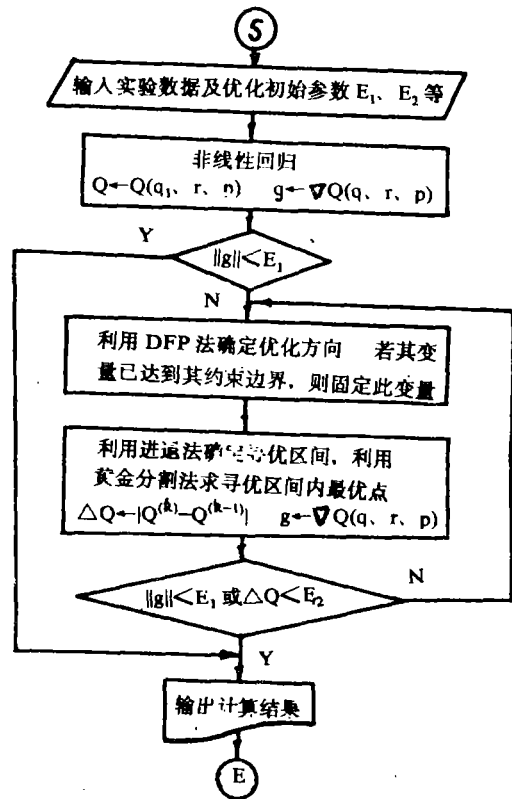 S
输入实验数据及优化初始参数 E₁、E₂ 等
非线性回归
Q←Q(q₁、r、p) g←∇Q(q、r、p)
Y
‖g‖<E₁
N
利用 DFP 法确定优化方向 若其变
量已达到其约束边界，则固定此变量
利用进退法确定寻优区间，利用
黄金分割法求寻优区间内最优点
△Q←|Q⁽ᵏ⁾−Q⁽ᵏ⁻¹⁾| g←∇Q(q、r、p)
N
‖g‖<E₁ 或△Q<E₂
Y
输出计算结果
E